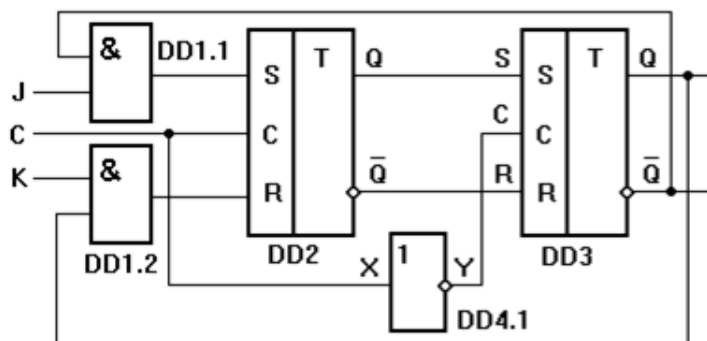 & DD1.1
J
C
K
& DD1.2
S T Q
C
R Q̅
DD2
X 1 Y
DD4.1
S S T Q
C C
R R Q̅
DD3